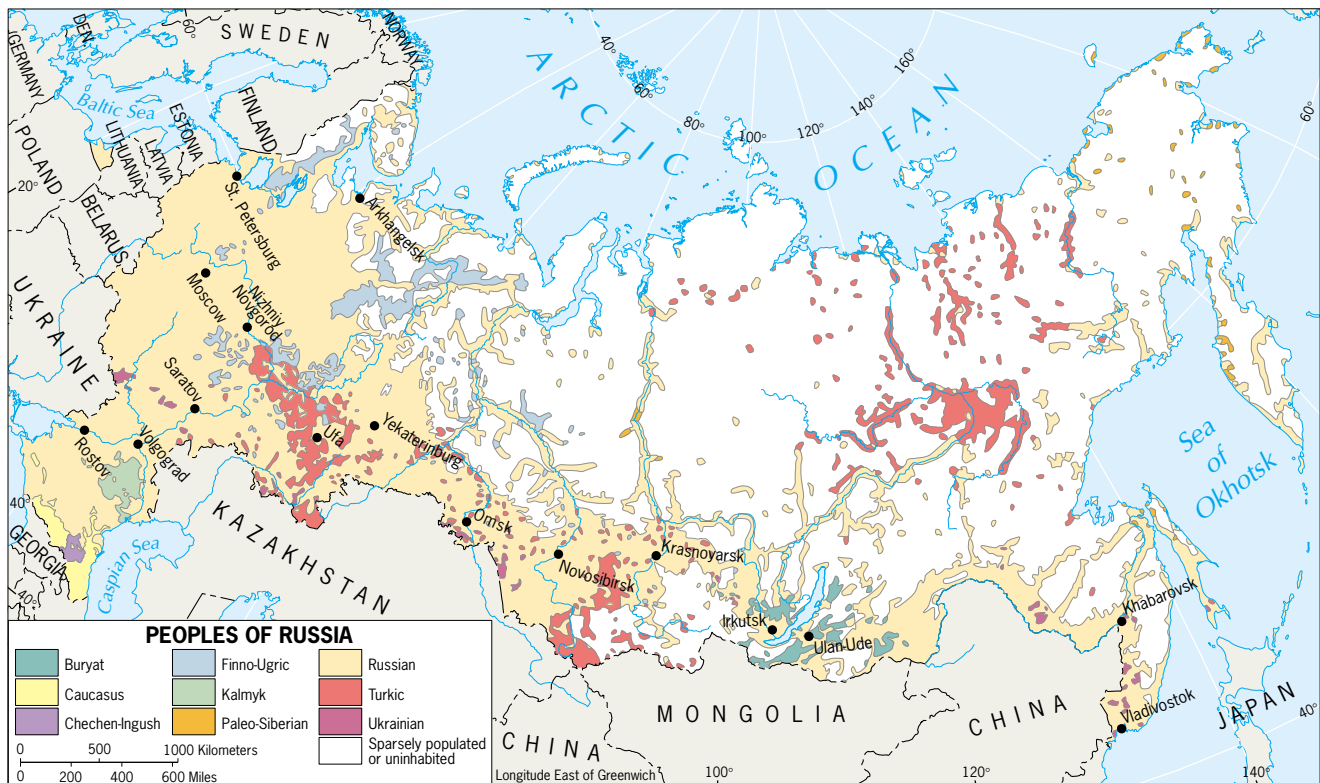 SWEDEN
NORWAY
DEN.
GERMANY
60°
40°
60°
80°
100°
120°
140°
160°
60°
ARCTIC
OCEAN
Baltic Sea
FINLAND
ESTONIA
LATVIA
LITHUANIA
POLAND
20°
BELARUS
UKRAINE
St. Petersburg
Arkhangelsk
Moscow
Nizhniy
Novgorod
Saratov
Ufa
Yekaterinburg
Rostov
Volgograd
40°
GEORGIA
40°
Caspian Sea
KAZAKHSTAN
Omsk
Novosibirsk
Krasnoyarsk
Irkutsk
Ulan-Ude
Khabarovsk
Vladivostok
Sea
of
Okhotsk
MONGOLIA
CHINA
CHINA
JAPAN
40°
Longitude East of Greenwich
100°
120°
140°
PEOPLES OF RUSSIA
Buryat
Caucasus
Chechen-Ingush
Finno-Ugric
Kalmyk
Paleo-Siberian
Russian
Turkic
Ukrainian
Sparsely populated
or uninhabited
0 500 1000 Kilometers
0 200 400 600 Miles